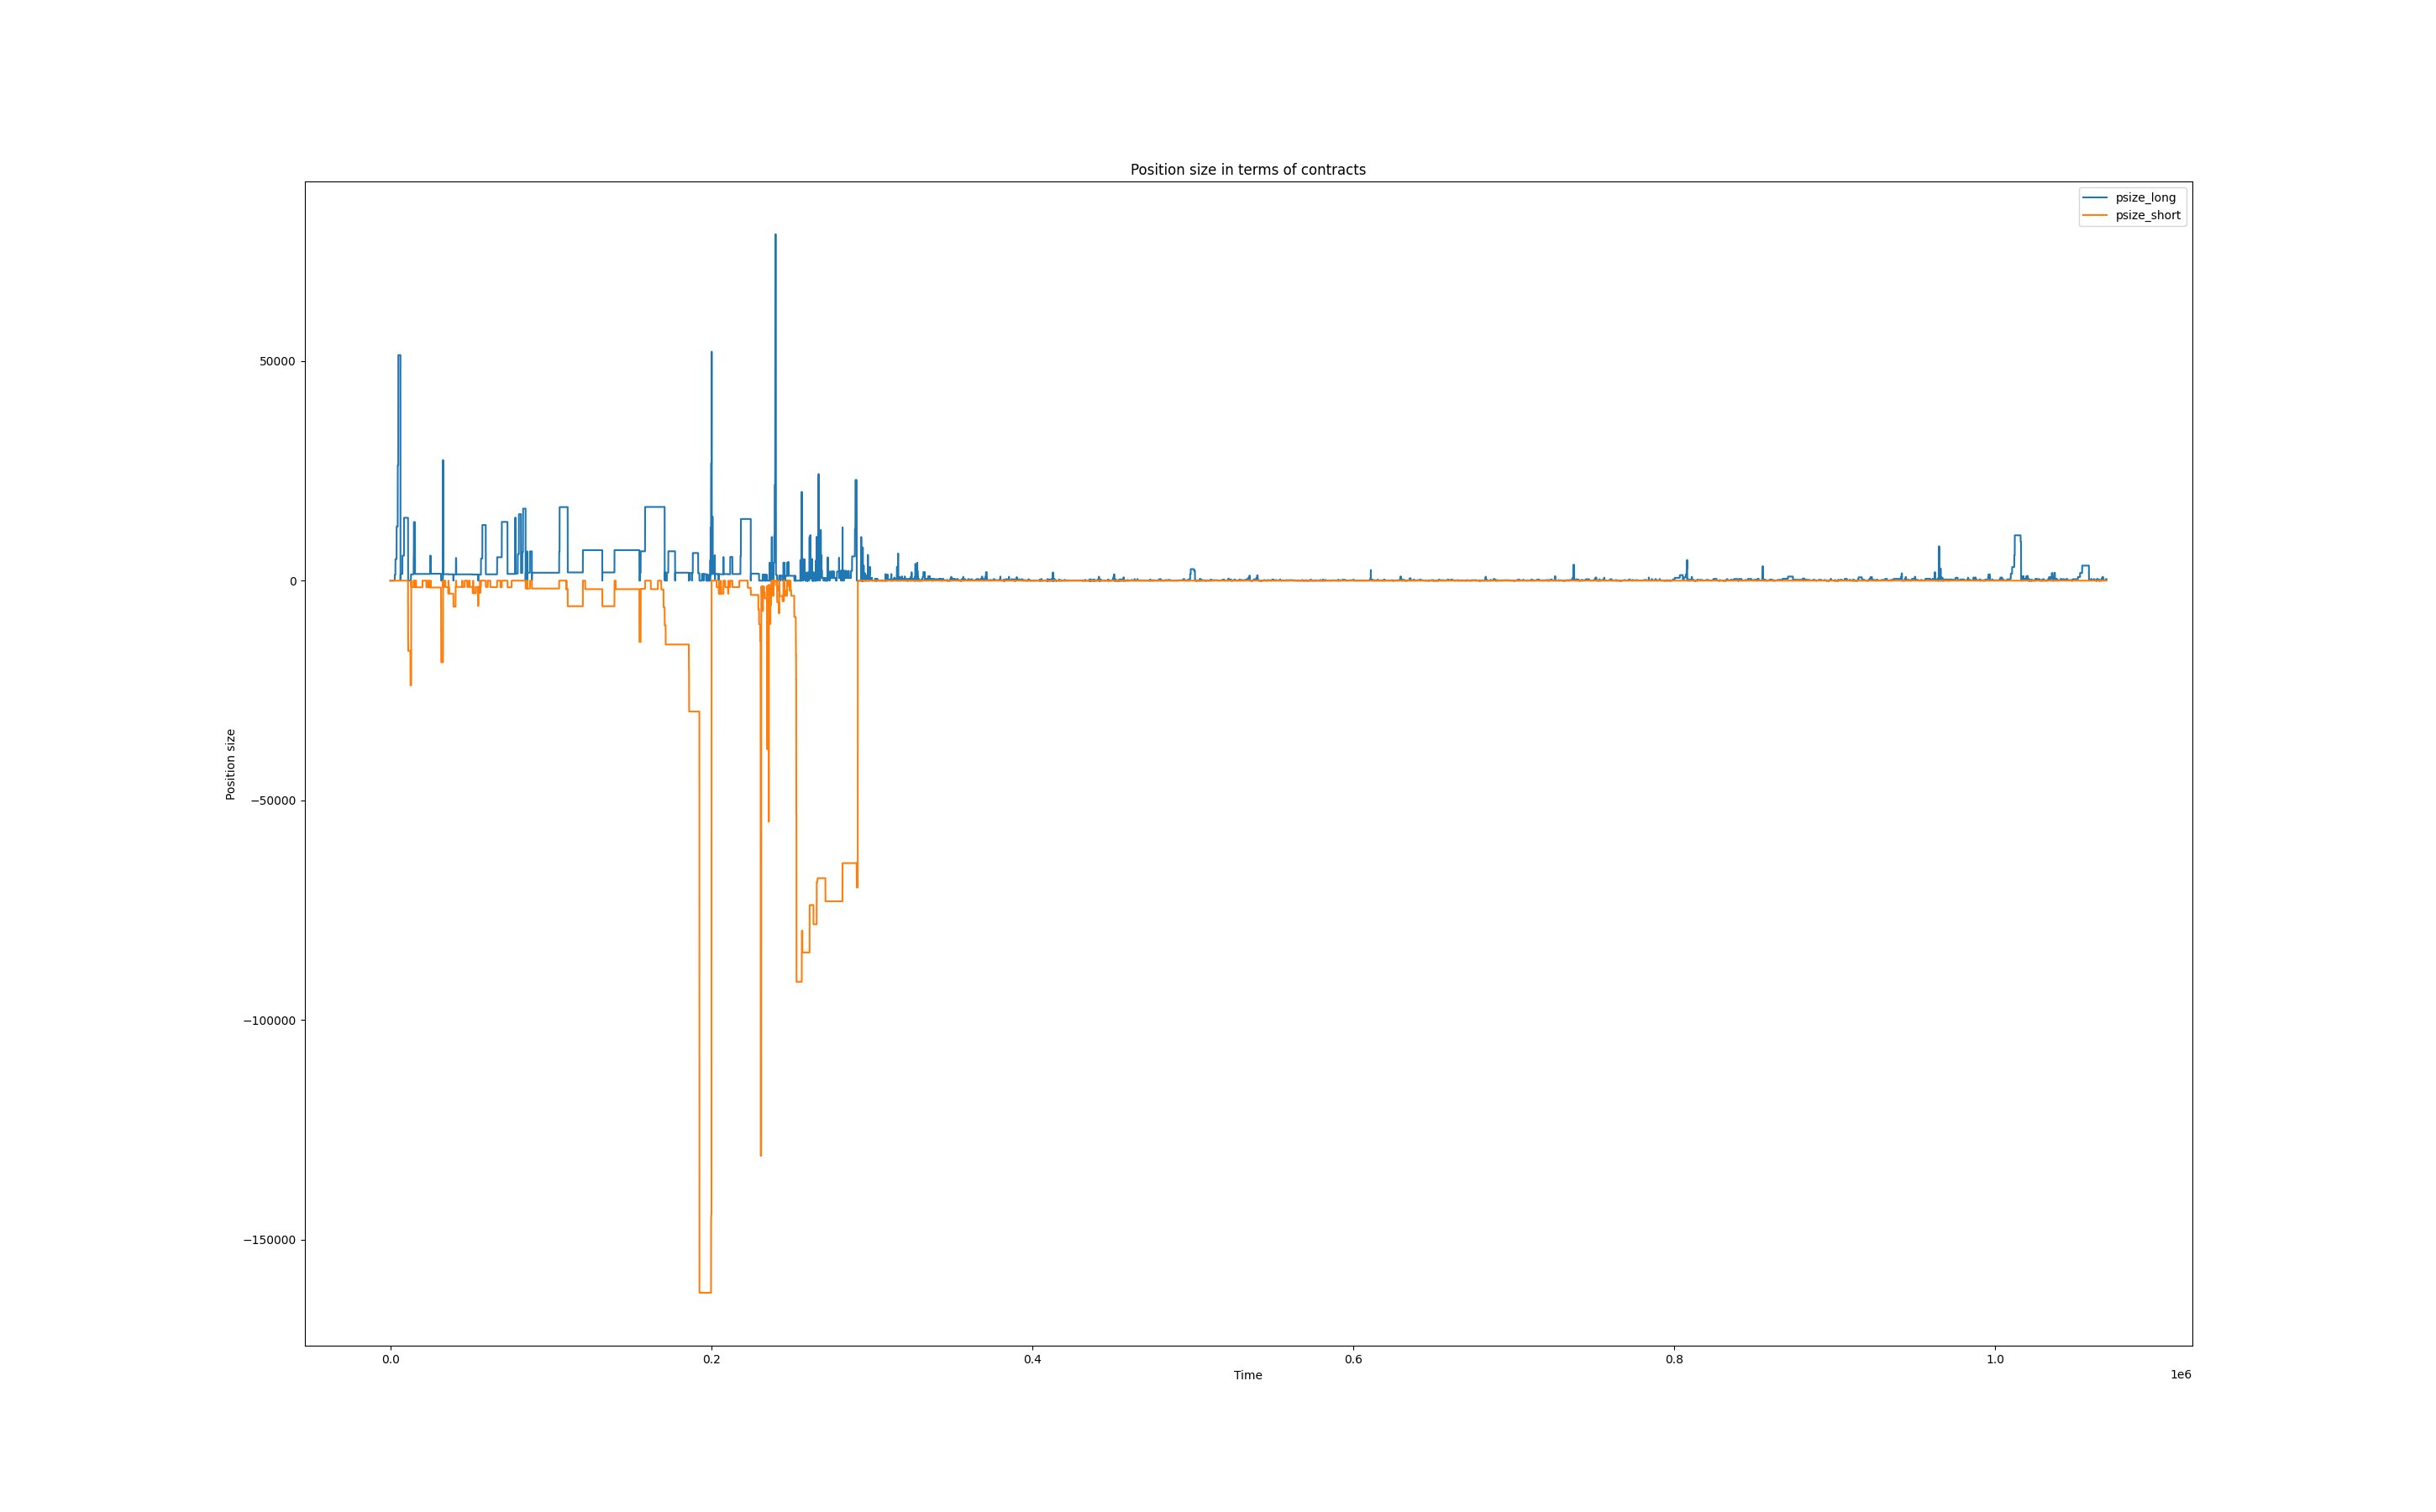 Position size in terms of contracts
psize_long
psize_short
Position size
50000
0
−50000
−100000
−150000
0.0
0.2
0.4
0.6
0.8
1.0
1e6
Time